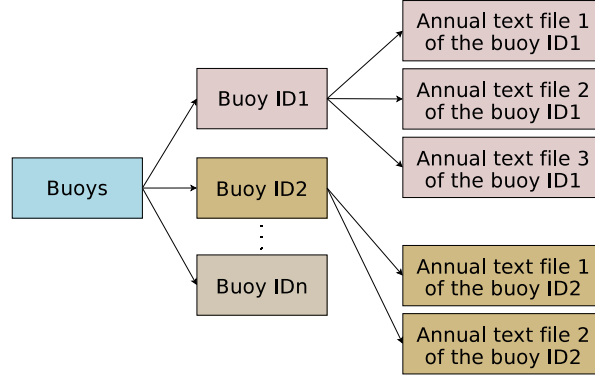 Buoys
Buoy ID1
Buoy ID2
Buoy IDn
Annual text file 1
of the buoy ID1
Annual text file 2
of the buoy ID1
Annual text file 3
of the buoy ID1
Annual text file 1
of the buoy ID2
Annual text file 2
of the buoy ID2